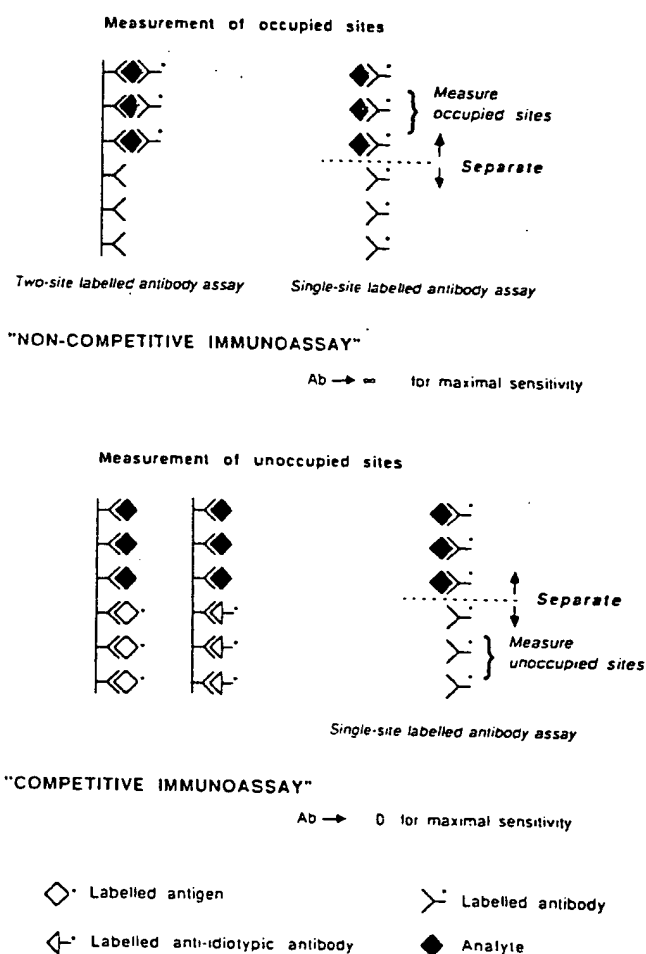 Measurement of occupied sites
Measure
occupied sites
Separate
Two-site labelled antibody assay
Single-site labelled antibody assay
"NON-COMPETITIVE IMMUNOASSAY"
Ab → ∞ for maximal sensitivity
Measurement of unoccupied sites
Separate
Measure
unoccupied sites
Single-site labelled antibody assay
"COMPETITIVE IMMUNOASSAY"
Ab → 0 for maximal sensitivity
Labelled antigen
Labelled antibody
Labelled anti-idiotypic antibody
Analyte